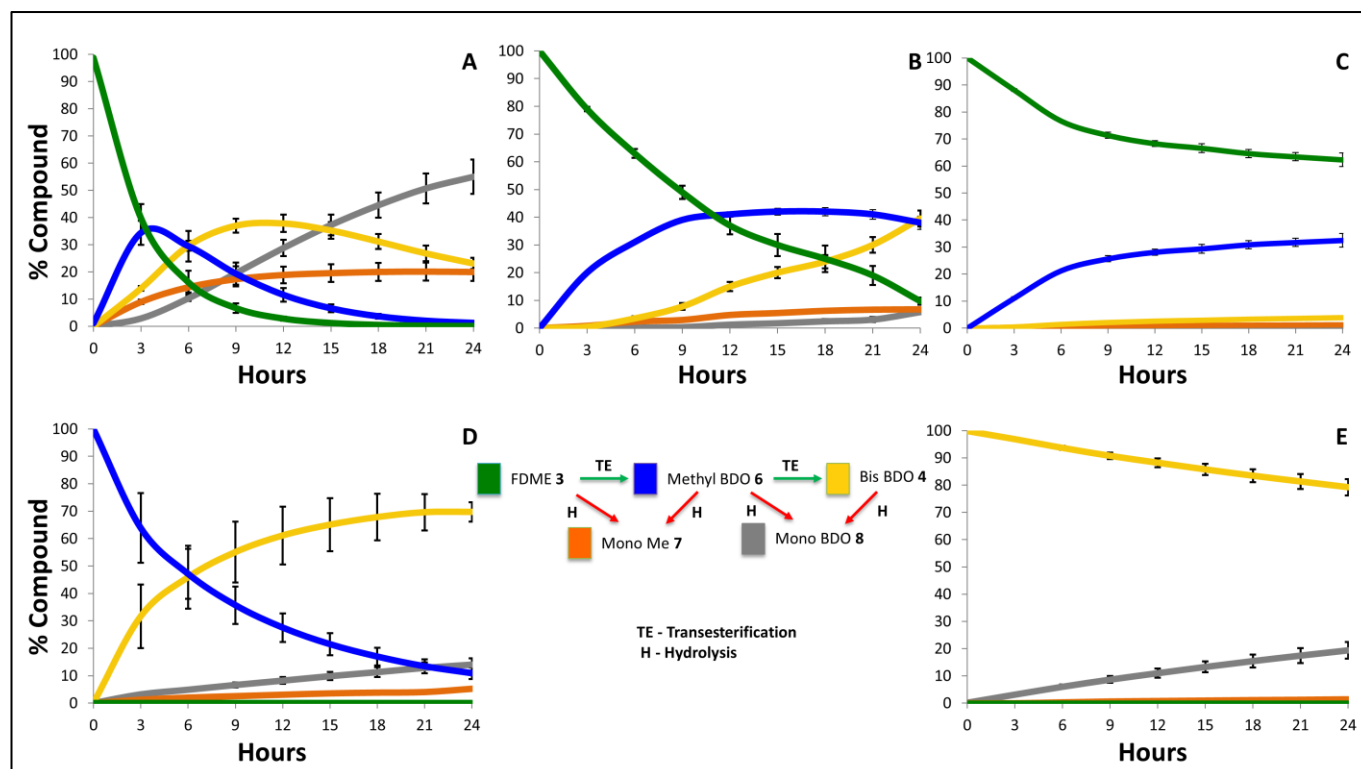 A
100
90
80
70
60
50
40
30
20
10
0
% Compound
0 3 6 9 12 15 18 21 24
Hours
B
100
90
80
70
60
50
40
30
20
10
0
0 3 6 9 12 15 18 21 24
Hours
C
100
90
80
70
60
50
40
30
20
10
0
0 3 6 9 12 15 18 21 24
Hours
D
100
90
80
70
60
50
40
30
20
10
0
% Compound
0 3 6 9 12 15 18 21 24
Hours
FDME 3 TE Methyl BDO 6 TE Bis BDO 4
H H H H
Mono Me 7 Mono BDO 8
TE - Transesterification
H - Hydrolysis
E
100
90
80
70
60
50
40
30
20
10
0
0 3 6 9 12 15 18 21 24
Hours